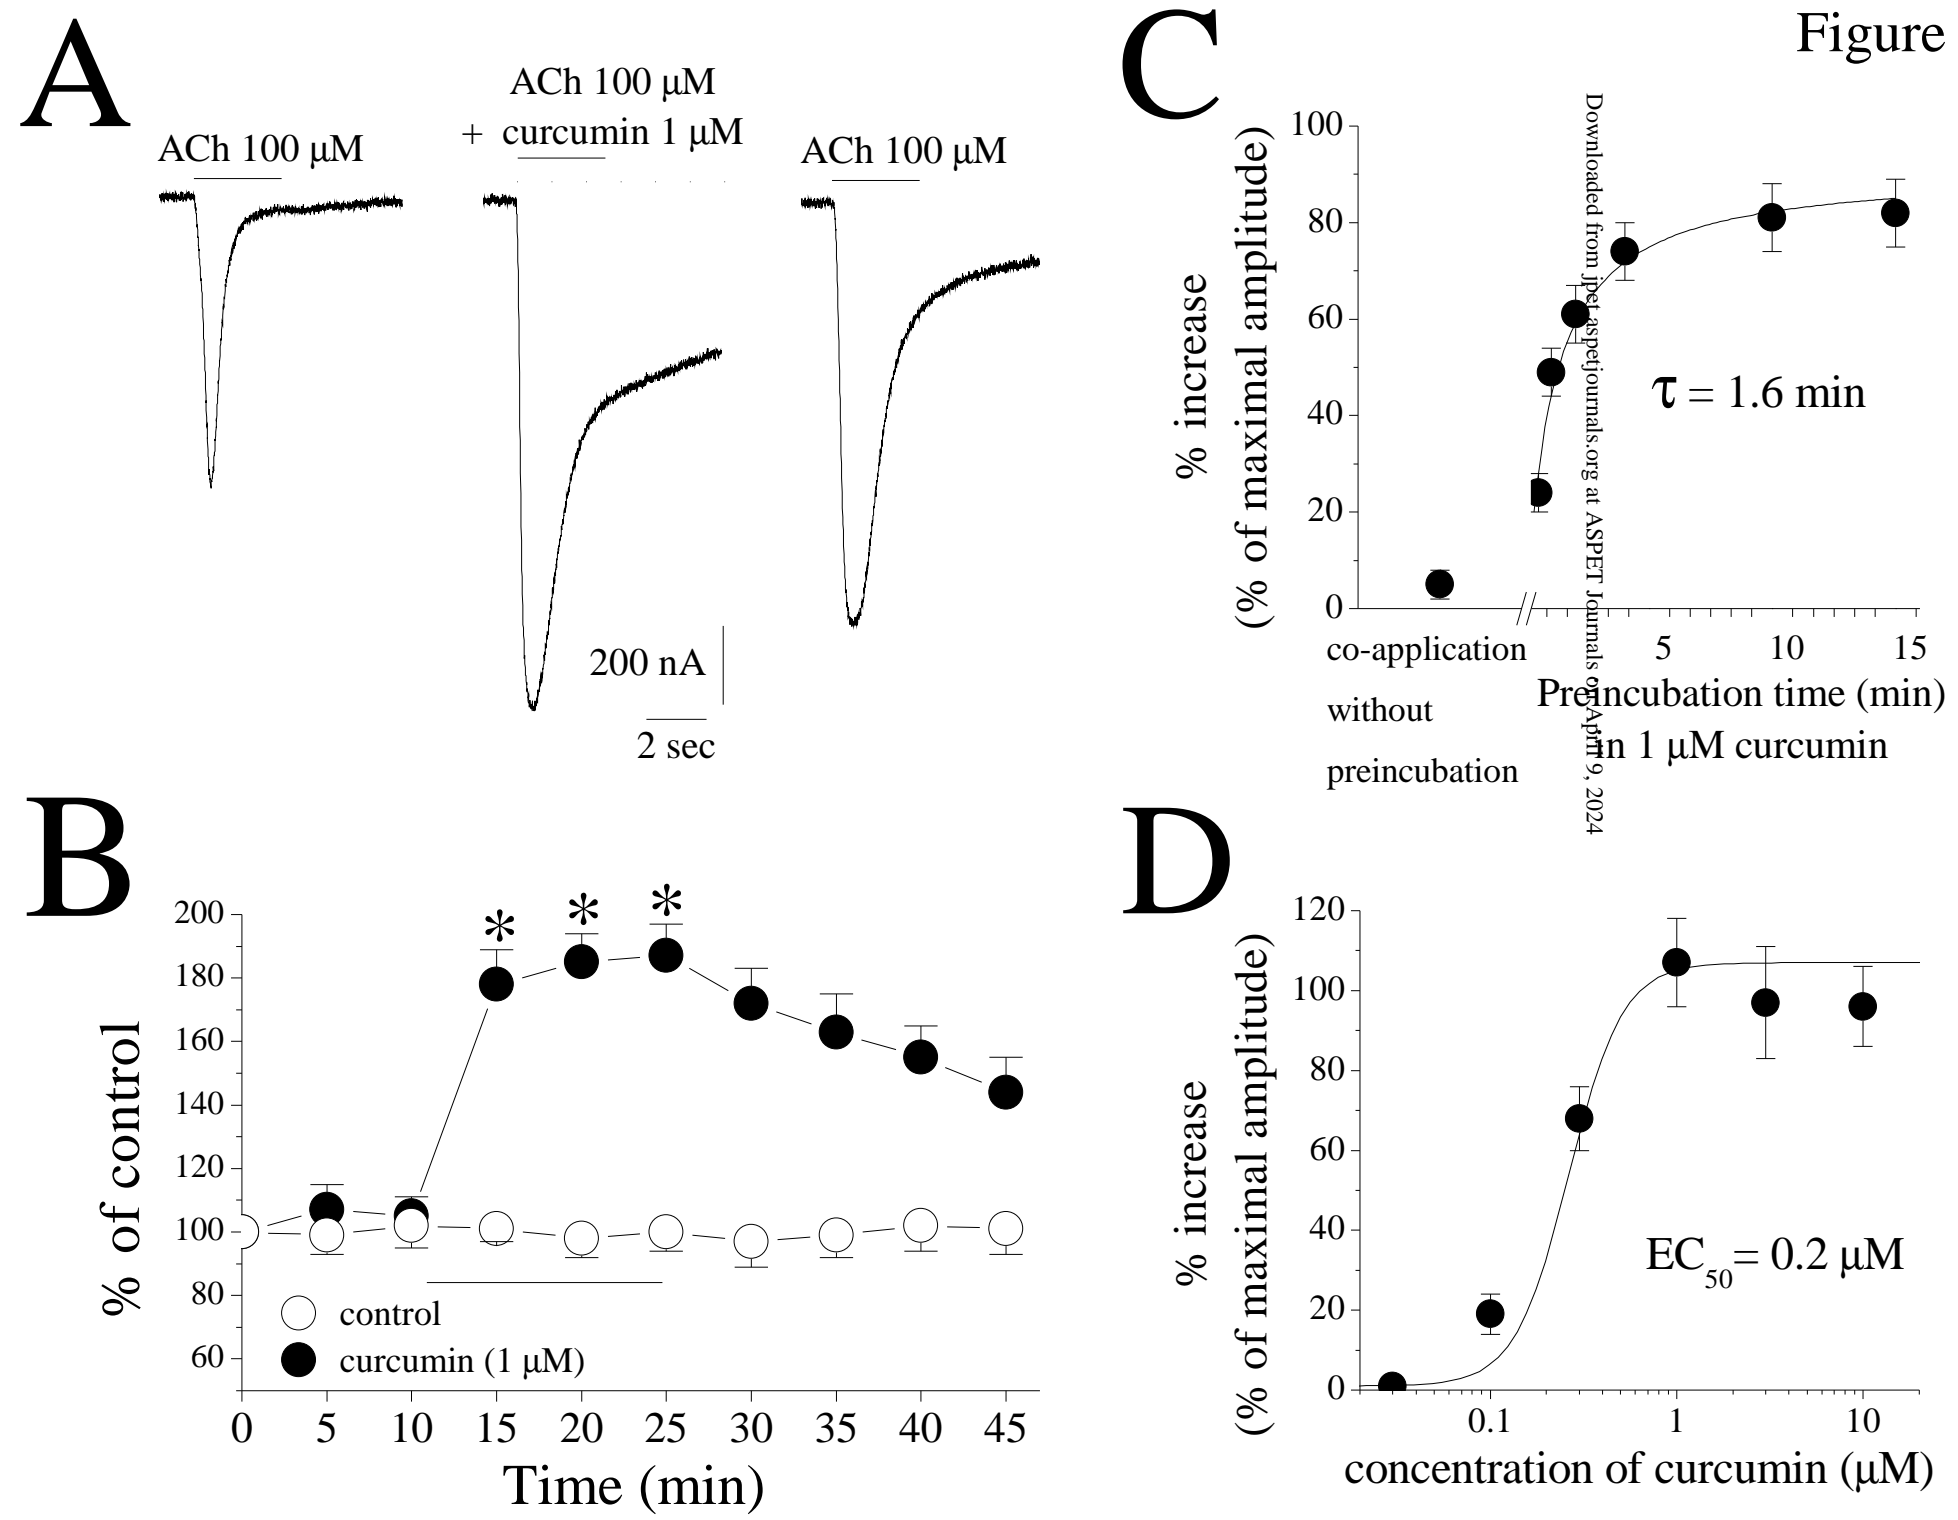 Figure
A
ACh 100 μM
ACh 100 μM
+ curcumin 1 μM
ACh 100 μM
200 nA
2 sec
B
% of control
200
180
160
140
120
100
80
60
* * *
control
curcumin (1 μM)
0 5 10 15 20 25 30 35 40 45
Time (min)
C
% increase
(% of maximal amplitude)
100
80
60
40
20
0
τ = 1.6 min
5 10 15
co-application
without
preincubation
Preincubation time (min)
in 1 μM curcumin
Downloaded from jpet.aspetjournals.org at ASPET Journals on April 9, 2024
D
% increase
(% of maximal amplitude)
120
100
80
60
40
20
0
EC50= 0.2 μM
0.1 1 10
concentration of curcumin (μM)